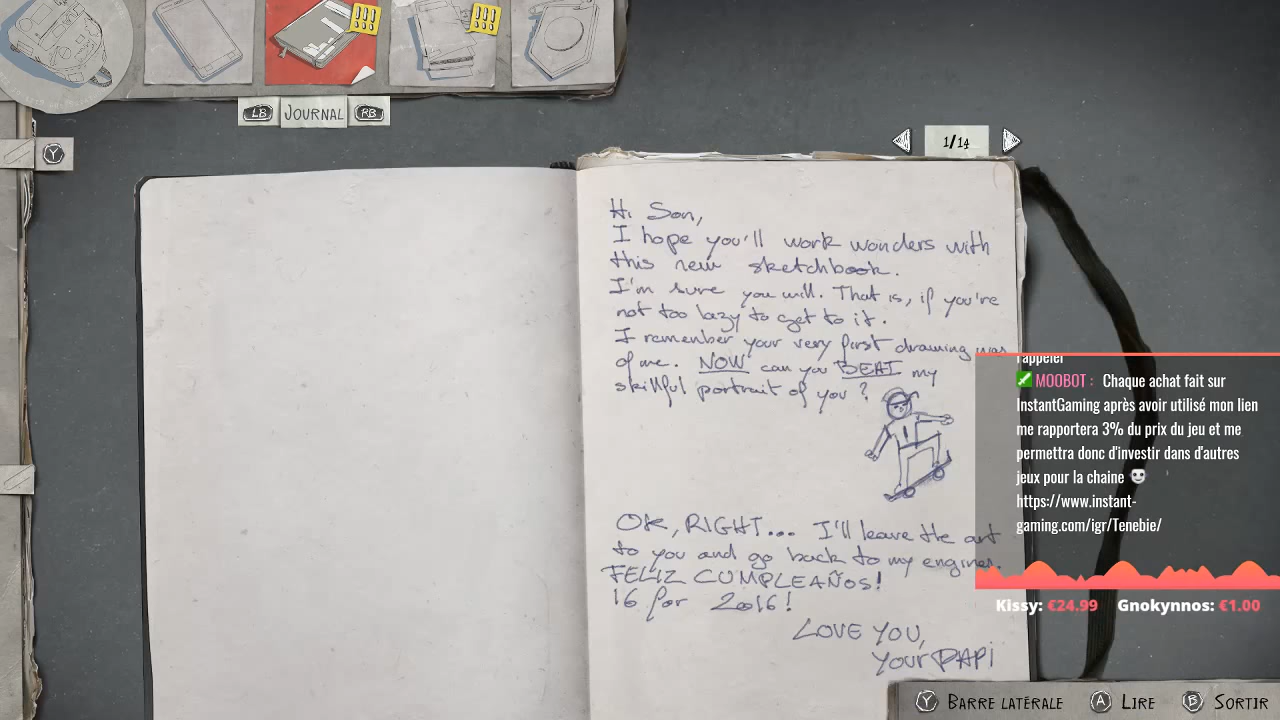 LB JOURNAL RB
Y
1/14
Hi Son,
I hope you'll work wonders with
this new sketchbook.
I'm sure you will. That is, if you're
not too lazy to get to it.
I remember your very first drawing was
of me. NOW can you BEAT my
skillful portrait of you?
OK, RIGHT... I'll leave the art
to you and go back to my engines.
FELIZ CUMPLEAÑOS!
16 for 2016!
LOVE YOU,
Your PAPI
rappeler
MOOBOT : Chaque achat fait sur
InstantGaming après avoir utilisé mon lien
me rapportera 3% du prix du jeu et me
permettra donc d'investir dans d'autres
jeux pour la chaine
https://www.instant-
gaming.com/igr/Tenebie/
Kissy: €24.99 Gnokynnos: €1.00
Y BARRE LATÉRALE A LIRE B SORTIR